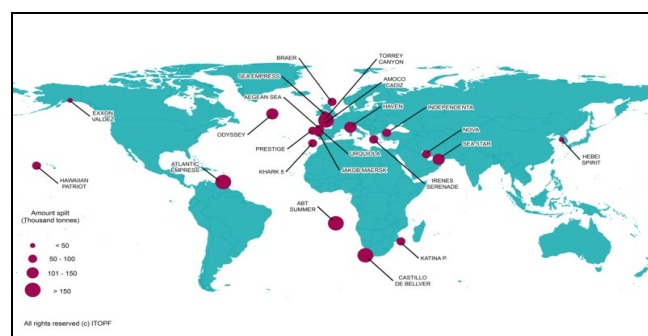 BRAER
TORREY
CANYON
SEA EMPRESS
AMOCO
CADIZ
AEGEAN SEA
HAVEN
INDEPENDENTA
EXXON
VALDEZ
ODYSSEY
NOVA
SEA STAR
PRESTIGE
URQUIOLA
HEBEI
SPIRIT
KHARK 5
JAKOB MAERSK
IRENES
SERENADE
HAWAIIAN
PATRIOT
ATLANTIC
EMPRESS
ABT
SUMMER
KATINA P.
CASTILLO
DE BELLVER
Amount spilt
(Thousand tonnes)
< 50
50 - 100
101 - 150
> 150
All rights reserved (c) ITOPF